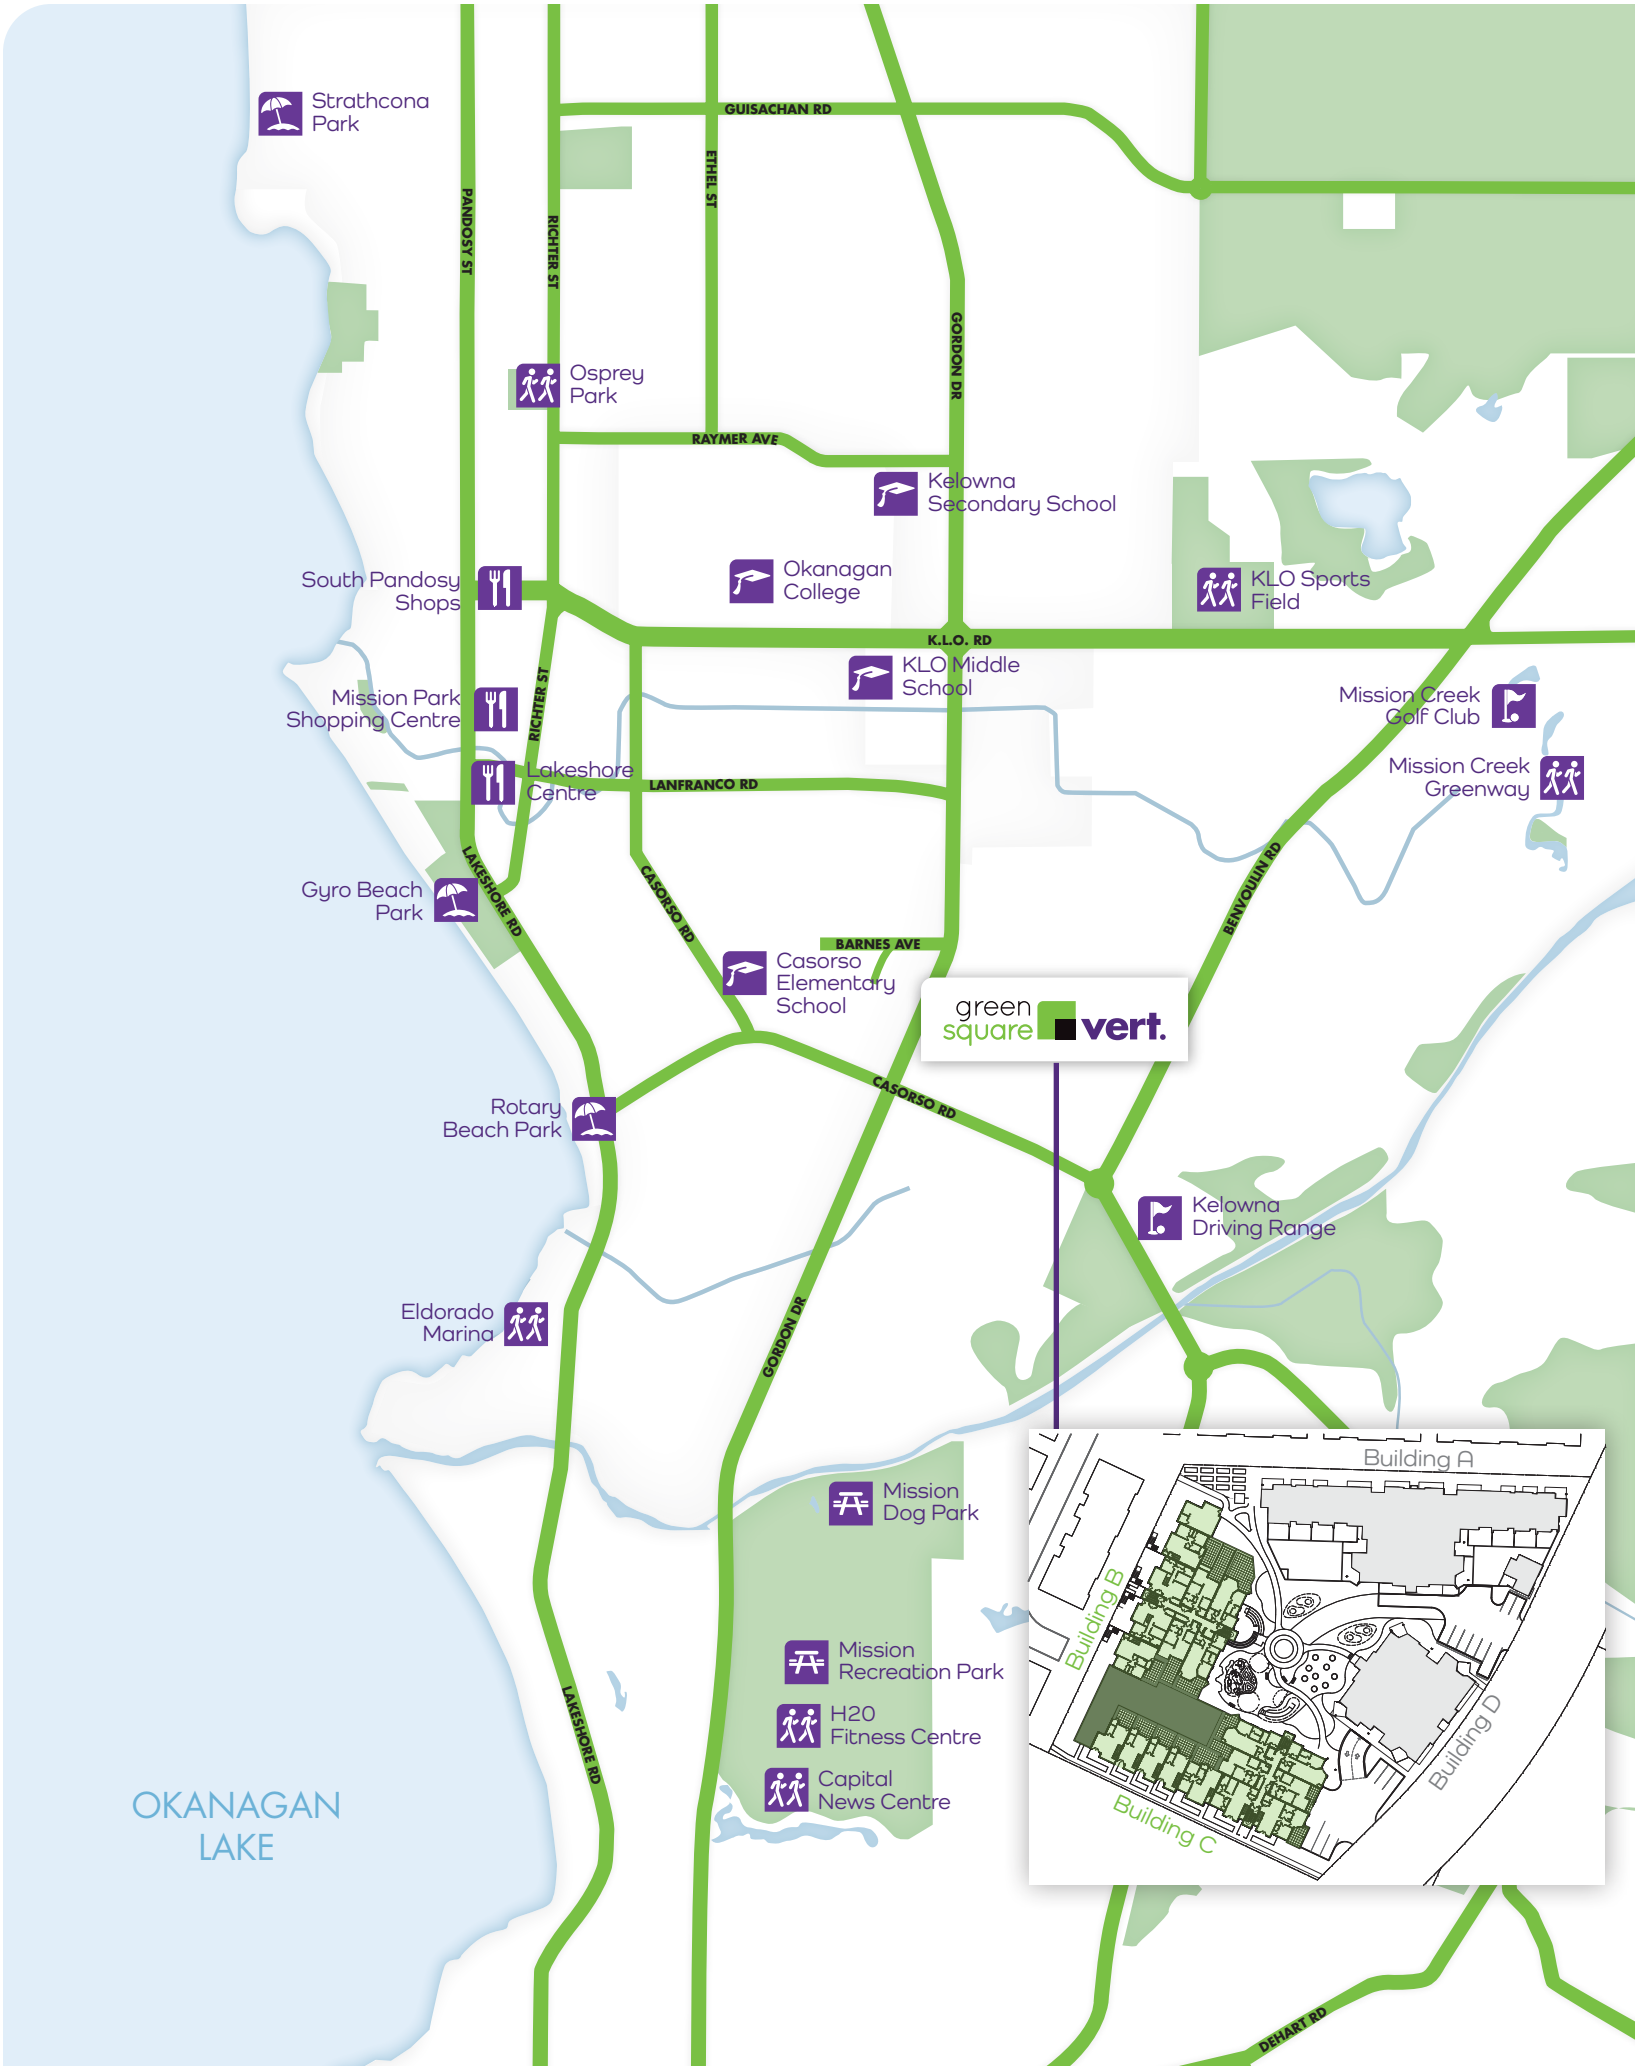 Strathcona
Park
GUISACHAN RD
ETHEL ST
PANDOSY ST
RICHTER ST
GORDON DR
Osprey
Park
RAYMER AVE
Kelowna
Secondary School
Okanagan
College
South Pandosy
Shops
KLO Sports
Field
K.L.O. RD
KLO Middle
School
Mission Park
Shopping Centre
RICHTER ST
Mission Creek
Golf Club
Lakeshore
Centre
LANFRANCO RD
Mission Creek
Greenway
LAKESHORE RD
Gyro Beach
Park
CASORSO RD
BENVOULIN RD
BARNES AVE
Casorso
Elementary
School
green
square
vert.
CASORSO RD
Rotary
Beach Park
Kelowna
Driving Range
Eldorado
Marina
GORDON DR
Building A
Mission
Dog Park
Building B
Mission
Recreation Park
H20
Fitness Centre
LAKESHORE RD
Building D
Capital
News Centre
Building C
OKANAGAN
LAKE
DEHART RD